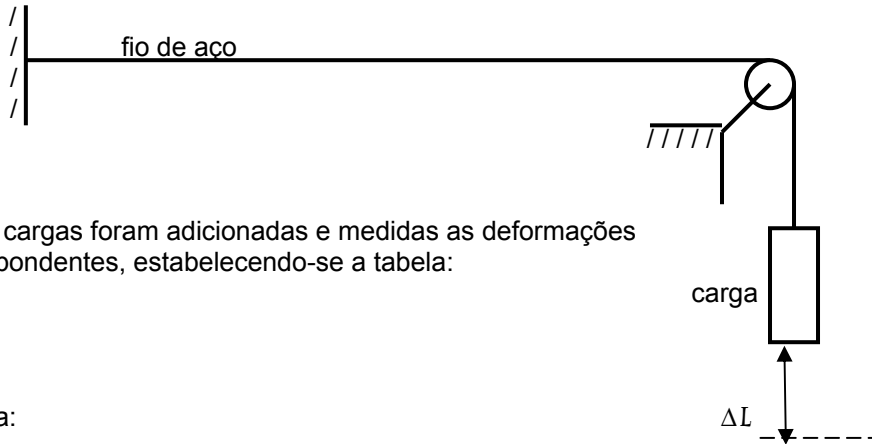 fio de aço
cargas foram adicionadas e medidas as deformações
pondentes, estabelecendo-se a tabela:
carga
a:
ΔL